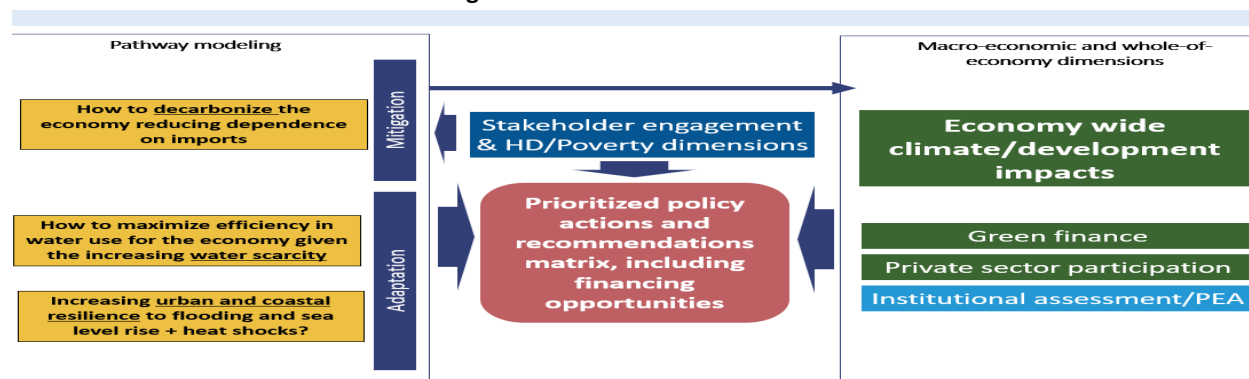 Pathway modeling
How to decarbonize the
economy reducing dependence
on imports
How to maximize efficiency in
water use for the economy given
the increasing water scarcity
Increasing urban and coastal
resilience to flooding and sea
level rise + heat shocks?
Mitigation
Adaptation
Stakeholder engagement
& HD/Poverty dimensions
Prioritized policy
actions and
recommendations
matrix, including
financing
opportunities
Macro-economic and whole-of-
economy dimensions
Economy wide
climate/development
impacts
Green finance
Private sector participation
Institutional assessment/PEA